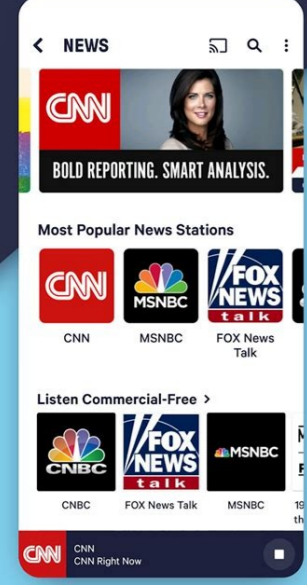 NEWS
CNN
BOLD REPORTING. SMART ANALYSIS.
Most Popular News Stations
CNN
MSNBC
FOX
NEWS
talk
CNN
MSNBC
FOX News
Talk
Listen Commercial-Free >
CNBC
FOX
NEWS
talk
MSNBC
CNBC
FOX News Talk
MSNBC
19
th
CNN
CNN
CNN Right Now